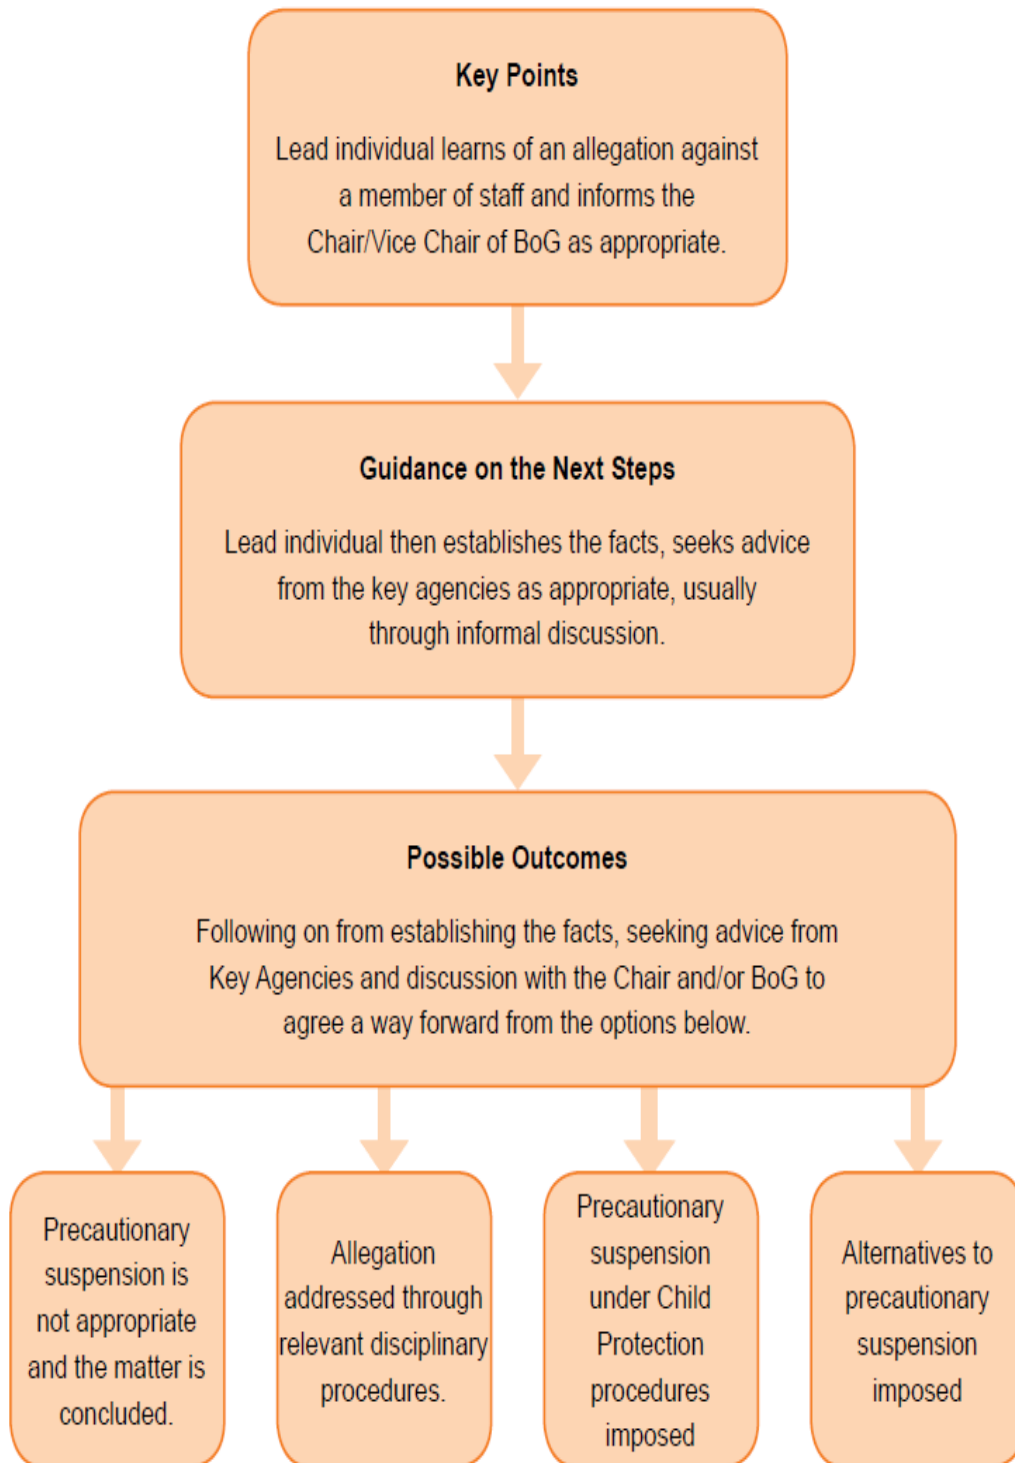 Key Points
Lead individual learns of an allegation against
a member of staff and informs the
Chair/Vice Chair of BoG as appropriate.
Guidance on the Next Steps
Lead individual then establishes the facts, seeks advice
from the key agencies as appropriate, usually
through informal discussion.
Possible Outcomes
Following on from establishing the facts, seeking advice from
Key Agencies and discussion with the Chair and/or BoG to
agree a way forward from the options below.
Precautionary
suspension is
not appropriate
and the matter is
concluded.
Allegation
addressed through
relevant disciplinary
procedures.
Precautionary
suspension
under Child
Protection
procedures
imposed
Alternatives to
precautionary
suspension
imposed